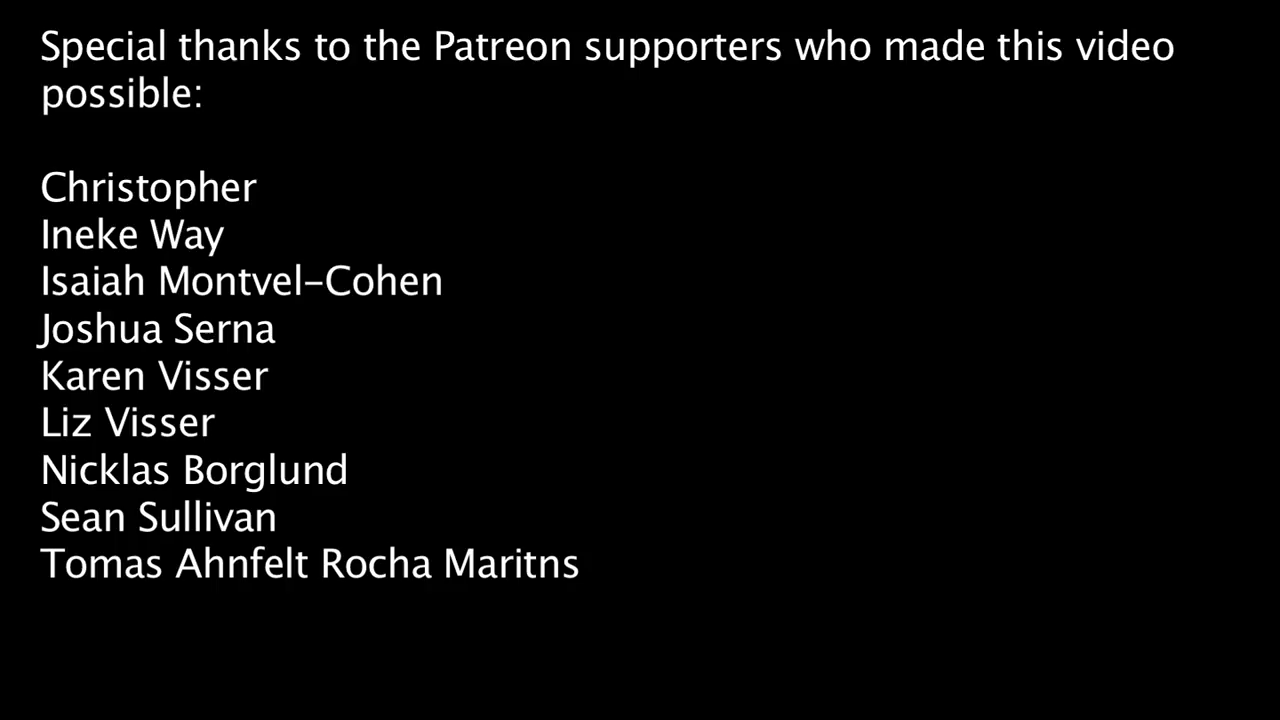 Special thanks to the Patreon supporters who made this video
possible:
Christopher
Ineke Way
Isaiah Montvel-Cohen
Joshua Serna
Karen Visser
Liz Visser
Nicklas Borglund
Sean Sullivan
Tomas Ahnfelt Rocha Maritns